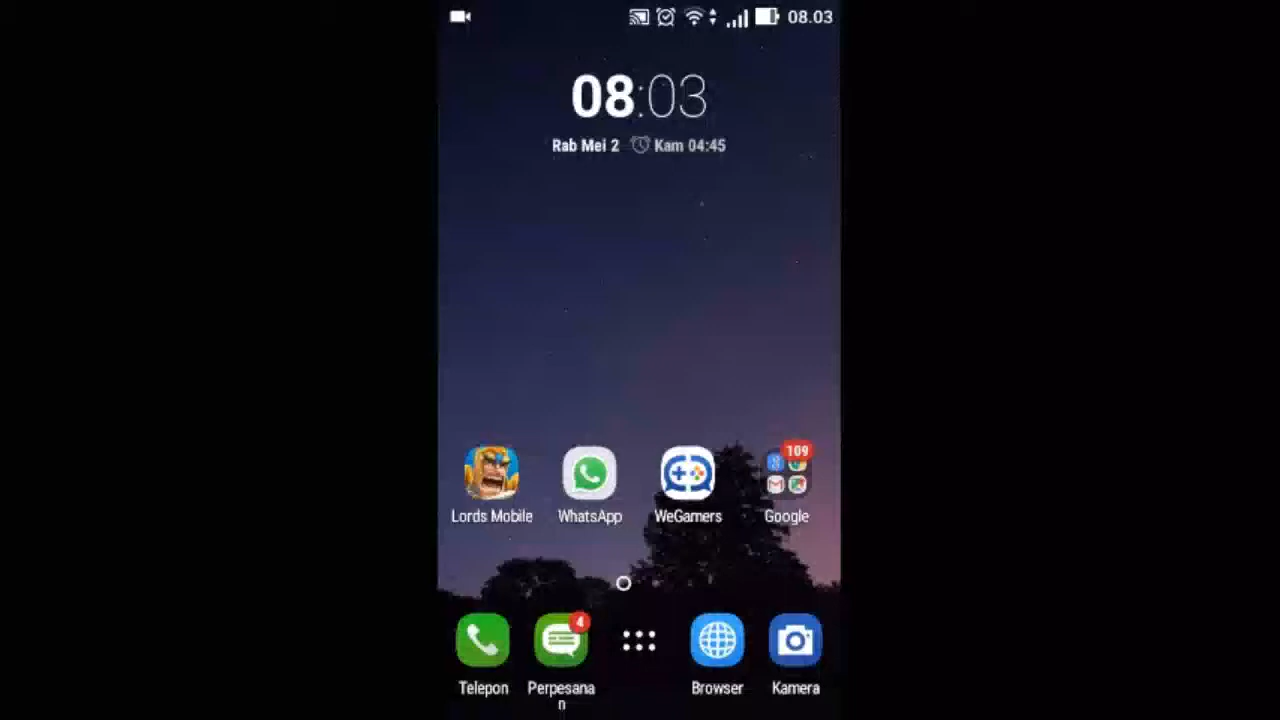 08.03
08:03
Rab Mei 2 Kam 04:45
109
Lords Mobile WhatsApp WeGamers Google
4
Telepon Perpesana Browser Kamera
n